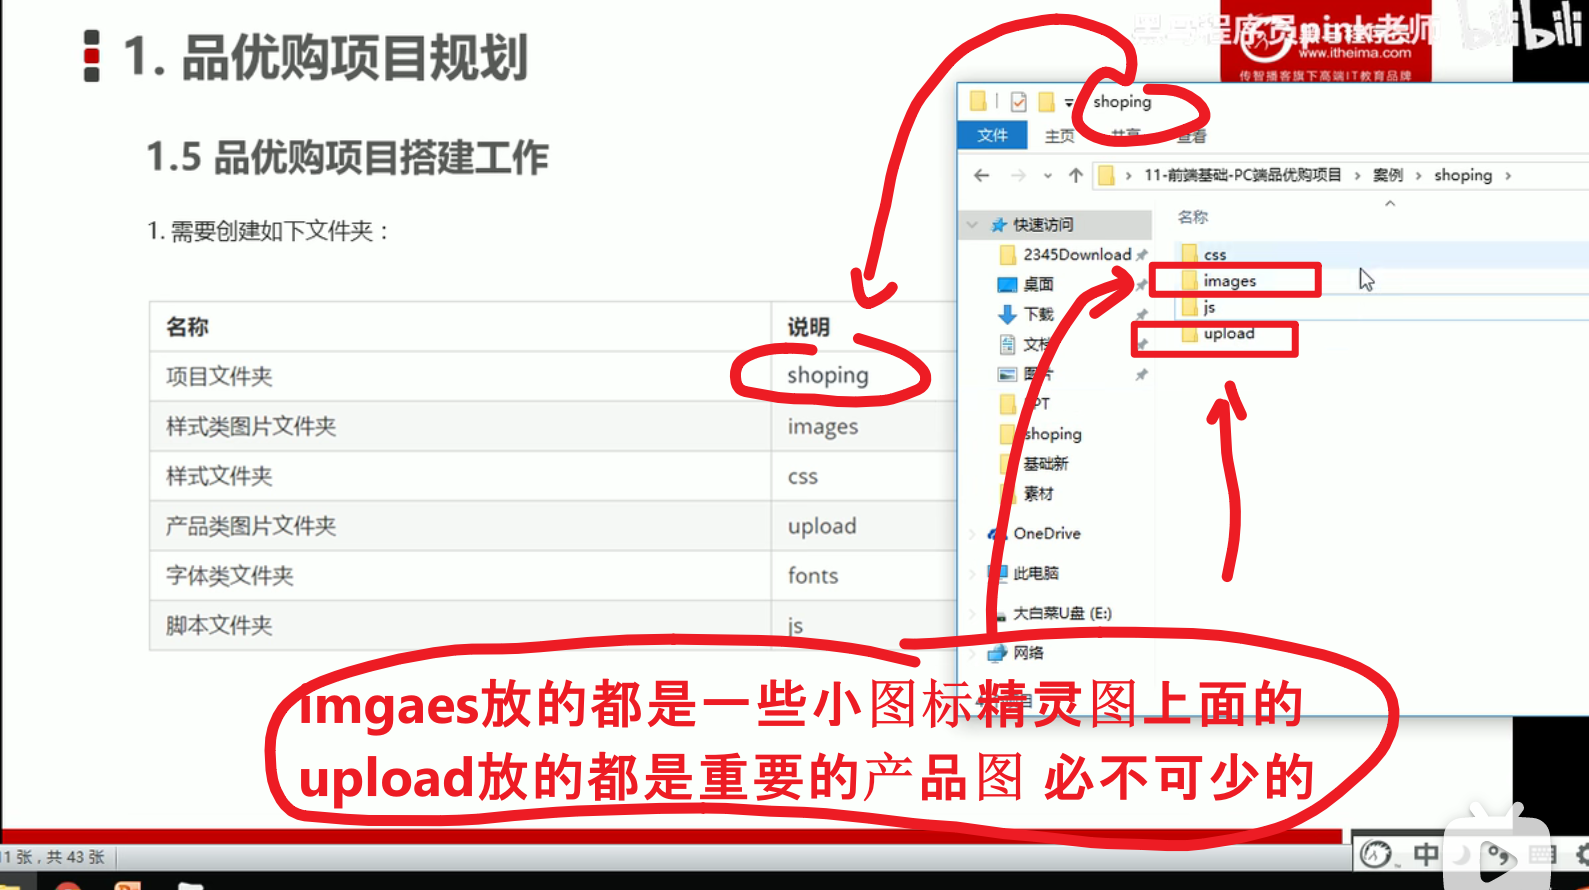 1. 品优购项目规划
1.5 品优购项目搭建工作
1. 需要创建如下文件夹：
名称 说明
项目文件夹 shoping
样式类图片文件夹 images
样式文件夹 css
产品类图片文件夹 upload
字体类文件夹 fonts
脚本文件夹 js
黑马程序员pink老师 bilibili
www.itheima.com
传智播客旗下高端IT教育品牌
shoping
文件 主页 共享 查看
11-前端基础-PC端品优购项目 案例 shoping
快速访问
2345Download
桌面
下载
文档
图片
PPT
shoping
基础新
素材
OneDrive
此电脑
大白菜U盘 (E:)
网络
名称
css
images
js
upload
imgaes放的都是一些小图标精灵图上面的
upload放的都是重要的产品图 必不可少的
张，共 43 张
中